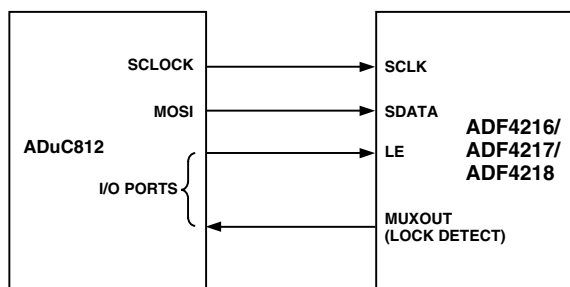 SCLOCK
SCLK
MOSI
SDATA
ADuC812
ADF4216/
ADF4217/
ADF4218
LE
I/O PORTS
MUXOUT
(LOCK DETECT)